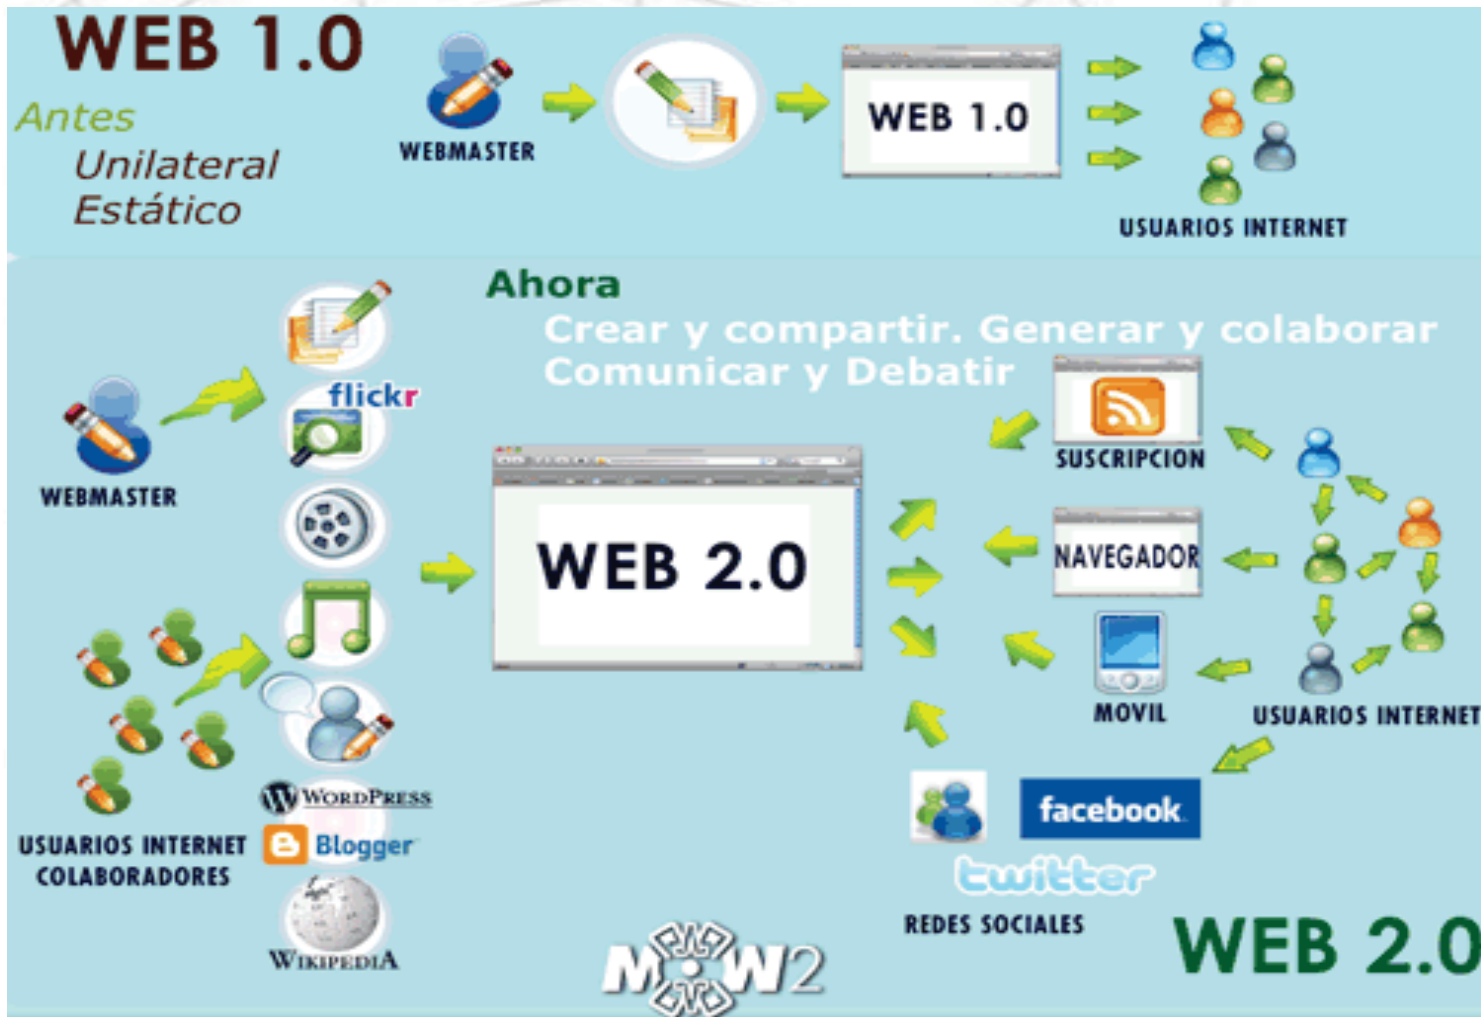 WEB 1.0
Antes
Unilateral
Estático
WEBMASTER
WEB 1.0
USUARIOS INTERNET
Ahora
Crear y compartir. Generar y colaborar
Comunicar y Debatir
WEBMASTER
flickr
USUARIOS INTERNET
COLABORADORES
WORDPRESS
Blogger
WIKIPEDIA
WEB 2.0
SUSCRIPCION
NAVEGADOR
MOVIL
USUARIOS INTERNET
facebook
twitter
REDES SOCIALES
MW2
WEB 2.0